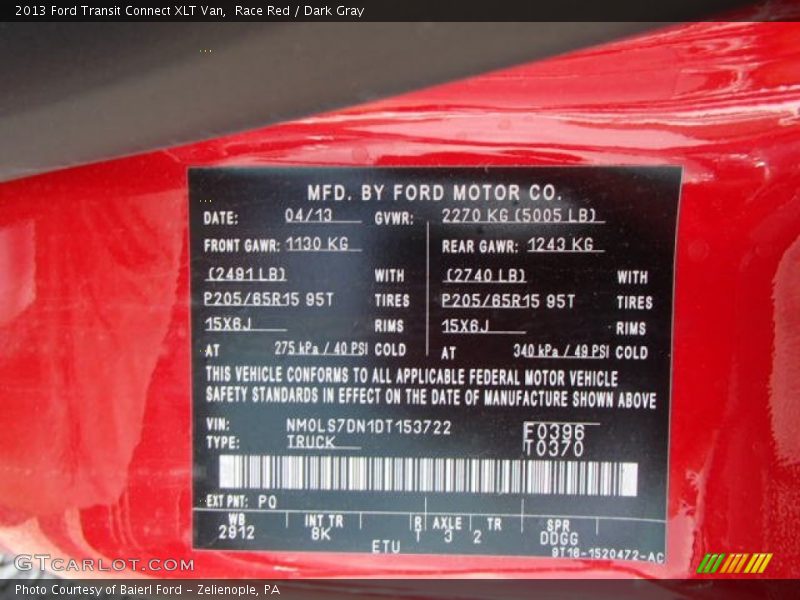 2013 Ford Transit Connect XLT Van, Race Red / Dark Gray
MFD. BY FORD MOTOR CO.
DATE: 04/13 GVWR: 2270 KG (5005 LB)
FRONT GAWR: 1130 KG REAR GAWR: 1243 KG
(2491 LB) WITH (2740 LB) WITH
P205/65R15 95T TIRES P205/65R15 95T TIRES
15X6J RIMS 15X6J RIMS
AT 275 kPa / 40 PSI COLD AT 340 kPa / 49 PSI COLD
THIS VEHICLE CONFORMS TO ALL APPLICABLE FEDERAL MOTOR VEHICLE
SAFETY STANDARDS IN EFFECT ON THE DATE OF MANUFACTURE SHOWN ABOVE
VIN: NM0LS7DN1DT153722 F0396
TYPE: TRUCK T0370
EXT PNT: PQ
WB INT TR R AXLE TR SPR
2912 8K T 3 2 DDGG
ETU 9T16-1520472-AC
GTCARLOT.COM
Photo Courtesy of Baierl Ford - Zelienople, PA